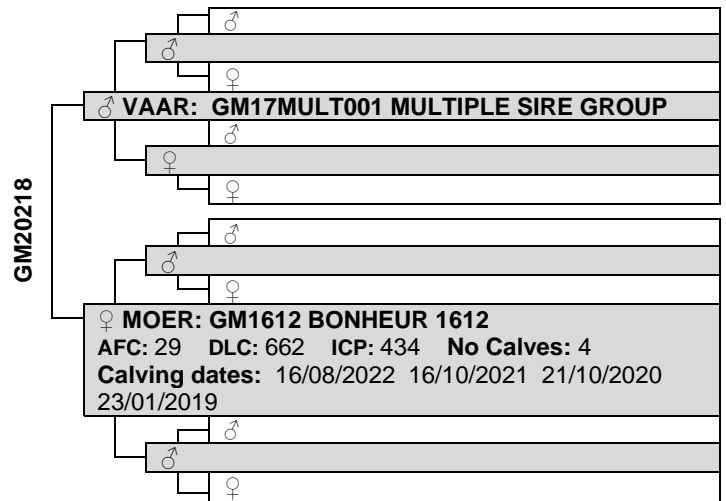 ♂
♂
♀
♂ VAAR: GM17MULT001 MULTIPLE SIRE GROUP
♂
♀
♀
GM20218
♂
♂
♀
♀ MOER: GM1612 BONHEUR 1612
AFC: 29 DLC: 662 ICP: 434 No Calves: 4
Calving dates: 16/08/2022 16/10/2021 21/10/2020
23/01/2019
♂
♂
♀